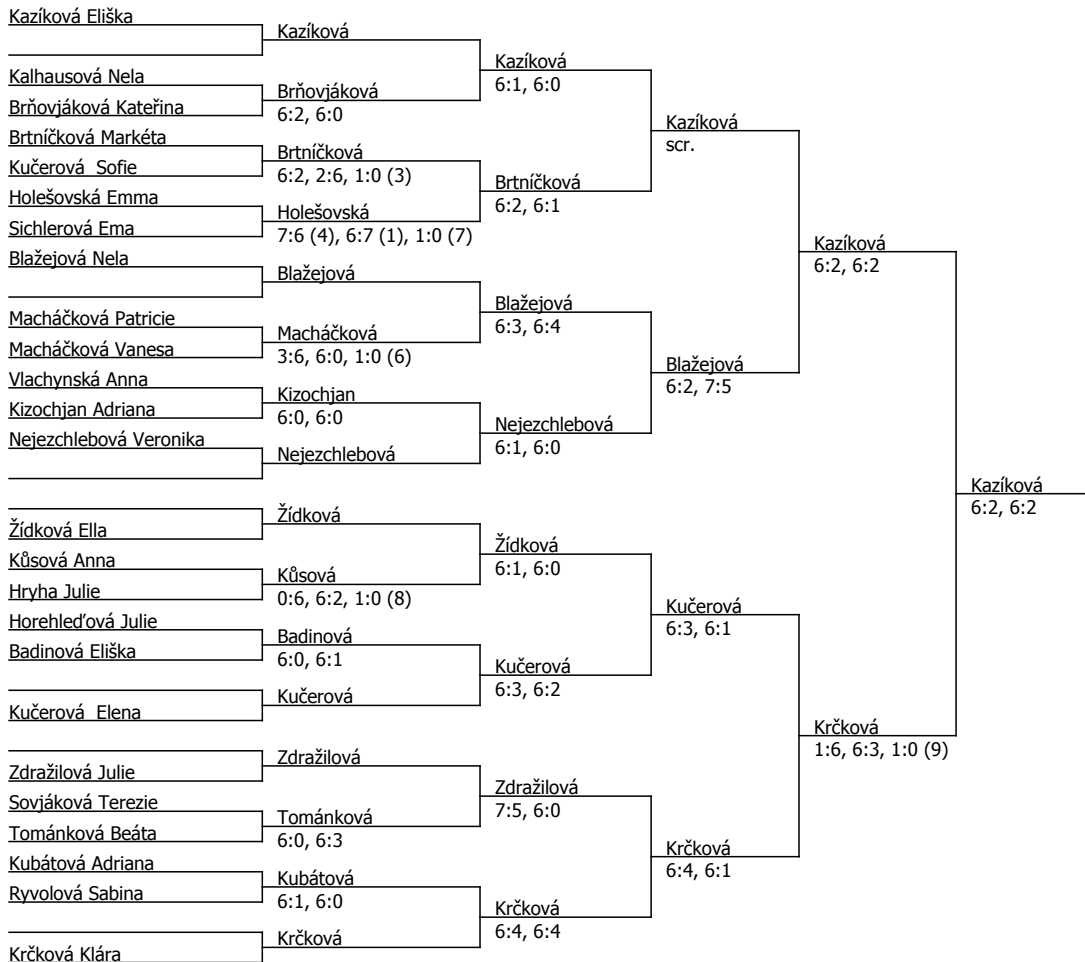 Kazíková Eliška
Kazíková
Kazíková
6:1, 6:0
Kalhausová Nela
Brňovjáková
6:2, 6:0
Brňovjáková Kateřina
Kazíková
scr.
Brtníčková Markéta
Brtníčková
6:2, 2:6, 1:0 (3)
Kučerová  Sofie
Brtníčková
6:2, 6:1
Holešovská Emma
Holešovská
7:6 (4), 6:7 (1), 1:0 (7)
Sichlerová Ema
Kazíková
6:2, 6:2
Blažejová Nela
Blažejová
Blažejová
6:3, 6:4
Macháčková Patricie
Macháčková
3:6, 6:0, 1:0 (6)
Macháčková Vanesa
Blažejová
6:2, 7:5
Vlachynská Anna
Kizochjan
6:0, 6:0
Kizochjan Adriana
Nejezchlebová
6:1, 6:0
Nejezchlebová Veronika
Nejezchlebová
Kazíková
6:2, 6:2
Žídková
Žídková Ella
Žídková
6:1, 6:0
Kůsová Anna
Kůsová
0:6, 6:2, 1:0 (8)
Hryha Julie
Kučerová
6:3, 6:1
Horehleďová Julie
Badinová
6:0, 6:1
Badinová Eliška
Kučerová
6:3, 6:2
Kučerová
Kučerová  Elena
Krčková
1:6, 6:3, 1:0 (9)
Zdražilová
Zdražilová Julie
Zdražilová
7:5, 6:0
Sovjáková Terezie
Tománková
6:0, 6:3
Tománková Beáta
Krčková
6:4, 6:1
Kubátová Adriana
Kubátová
6:1, 6:0
Ryvolová Sabina
Krčková
6:4, 6:4
Krčková
Krčková Klára